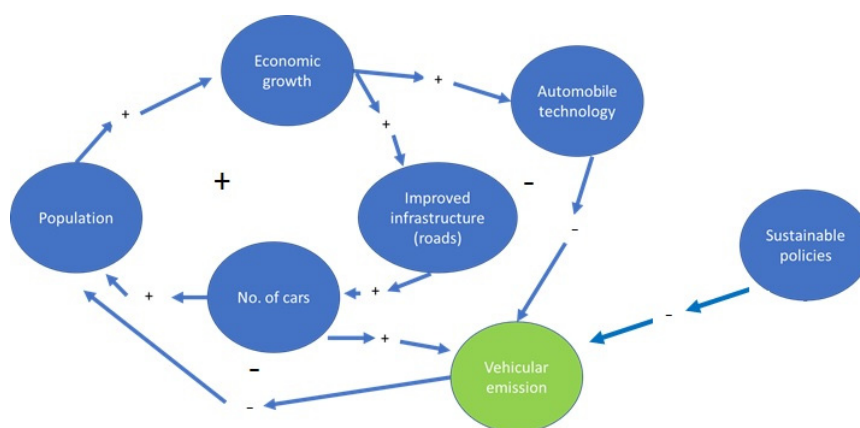 Economic
growth
+
Automobile
technology
+
+
+
-
Improved
infrastructure
(roads)
Population
-
Sustainable
policies
+
+
No. of cars
-
+
-
Vehicular
emission
-